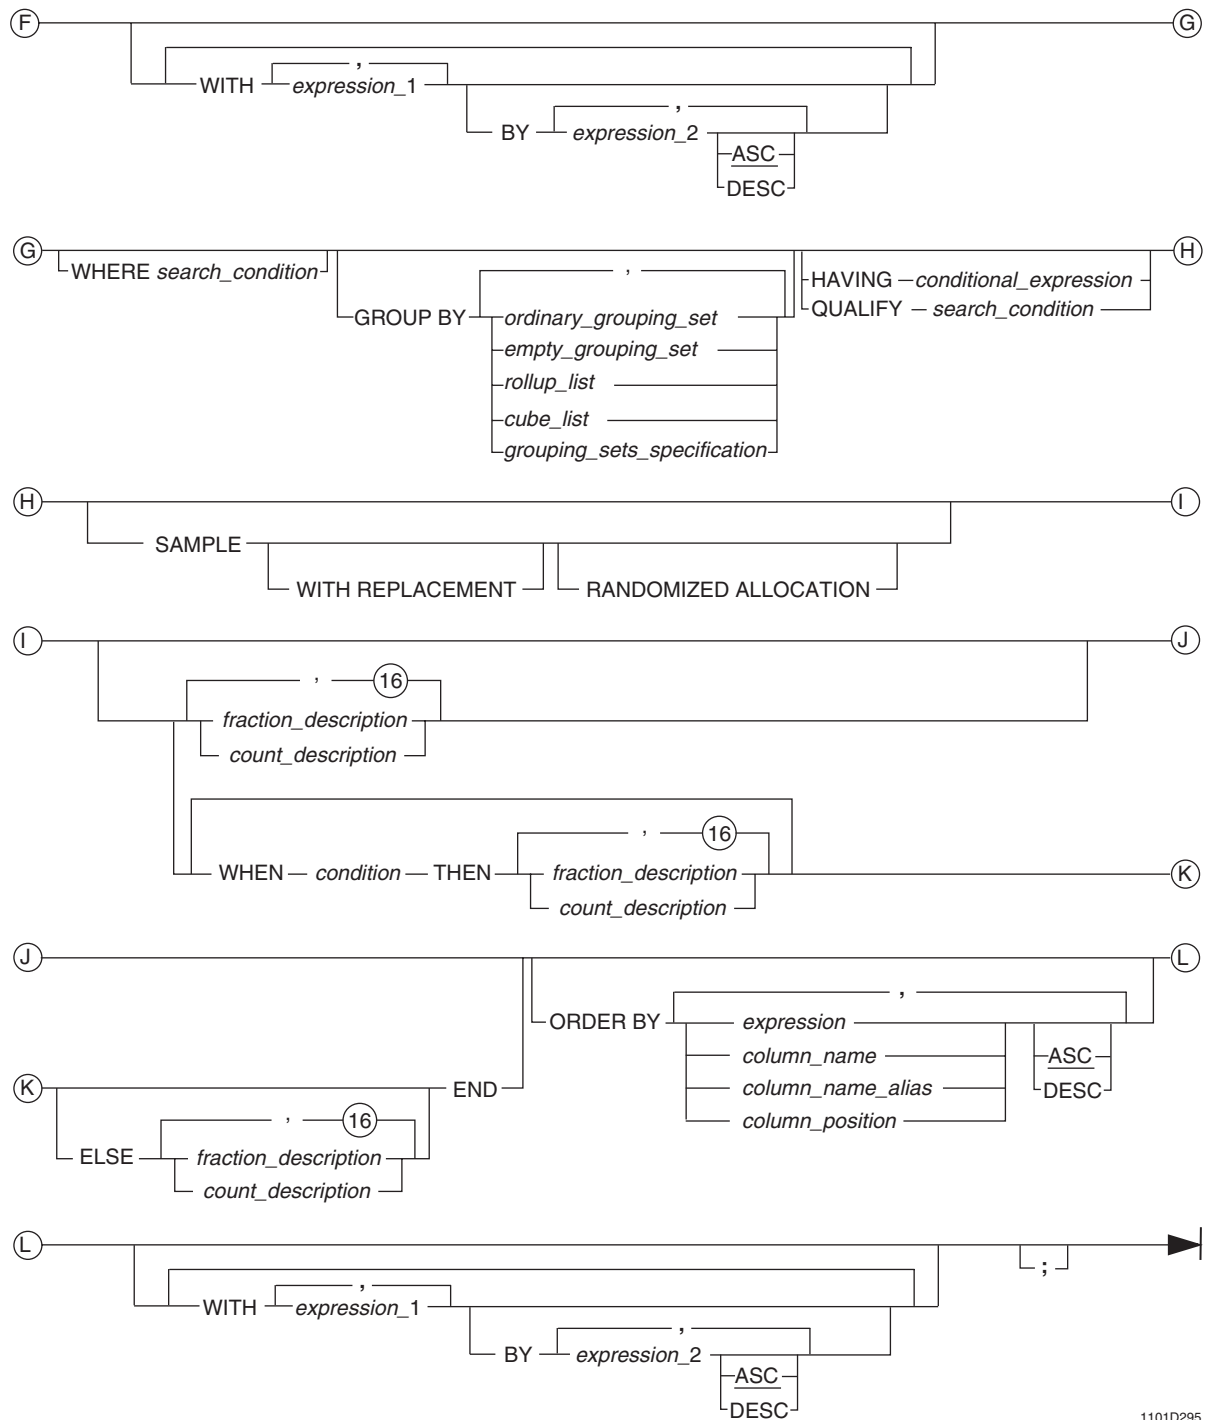 F G
,
WITH expression_1
,
BY expression_2
ASC
DESC
G H
WHERE search_condition
,
GROUP BY ordinary_grouping_set
empty_grouping_set
rollup_list
cube_list
grouping_sets_specification
HAVING conditional_expression
QUALIFY search_condition
H I
SAMPLE
WITH REPLACEMENT RANDOMIZED ALLOCATION
I J
, 16
fraction_description
count_description
, 16
WHEN condition THEN fraction_description K
count_description
J L
,
ORDER BY expression
column_name
column_name_alias
column_position
ASC
DESC
K END
, 16
ELSE fraction_description
count_description
L ;
,
WITH expression_1
,
BY expression_2
ASC
DESC
1101D295